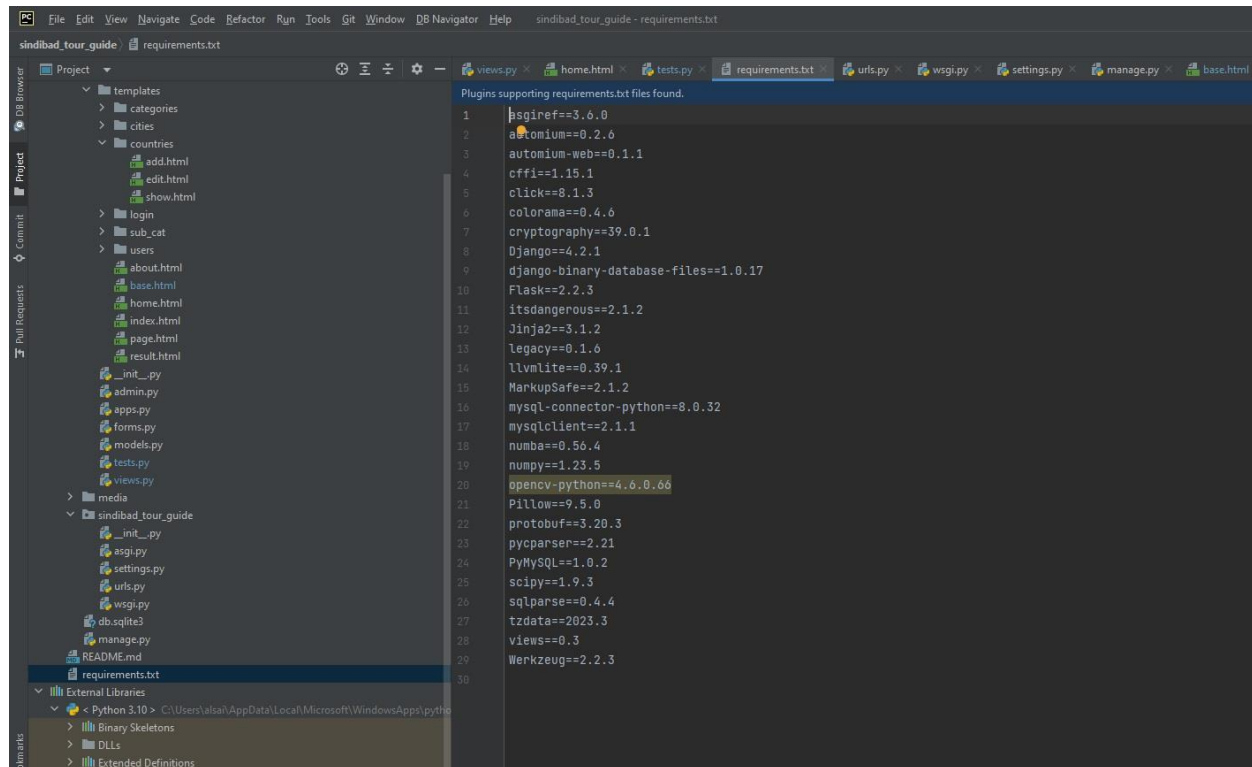 PC File Edit View Navigate Code Refactor Run Tools Git Window DB Navigator Help sindibad_tour_guide - requirements.txt
sindibad_tour_guide requirements.txt
DB Browser
Project
Commit
Pull Requests
Project
templates
categories
cities
countries
add.html
edit.html
show.html
login
sub_cat
users
about.html
base.html
home.html
index.html
page.html
result.html
__init__.py
admin.py
apps.py
forms.py
models.py
tests.py
views.py
media
sindibad_tour_guide
__init__.py
asgi.py
settings.py
urls.py
wsgi.py
db.sqlite3
manage.py
README.md
requirements.txt
External Libraries
< Python 3.10 > C:\Users\alsai\AppData\Local\Microsoft\WindowsApps\pytho
Binary Skeletons
DLLs
Extended Definitions
views.py home.html tests.py requirements.txt urls.py wsgi.py settings.py manage.py base.html
Plugins supporting requirements.txt files found.
1 asgiref==3.6.0
2 automium==0.2.6
3 automium-web==0.1.1
4 cffi==1.15.1
5 click==8.1.3
6 colorama==0.4.6
7 cryptography==39.0.1
8 Django==4.2.1
9 django-binary-database-files==1.0.17
10 Flask==2.2.3
11 itsdangerous==2.1.2
12 Jinja2==3.1.2
13 legacy==0.1.6
14 llvmlite==0.39.1
15 MarkupSafe==2.1.2
16 mysql-connector-python==8.0.32
17 mysqlclient==2.1.1
18 numba==0.56.4
19 numpy==1.23.5
20 opencv-python==4.6.0.66
21 Pillow==9.5.0
22 protobuf==3.20.3
23 pycparser==2.21
24 PyMySQL==1.0.2
25 scipy==1.9.3
26 sqlparse==0.4.4
27 tzdata==2023.3
28 views==0.3
29 Werkzeug==2.2.3
30